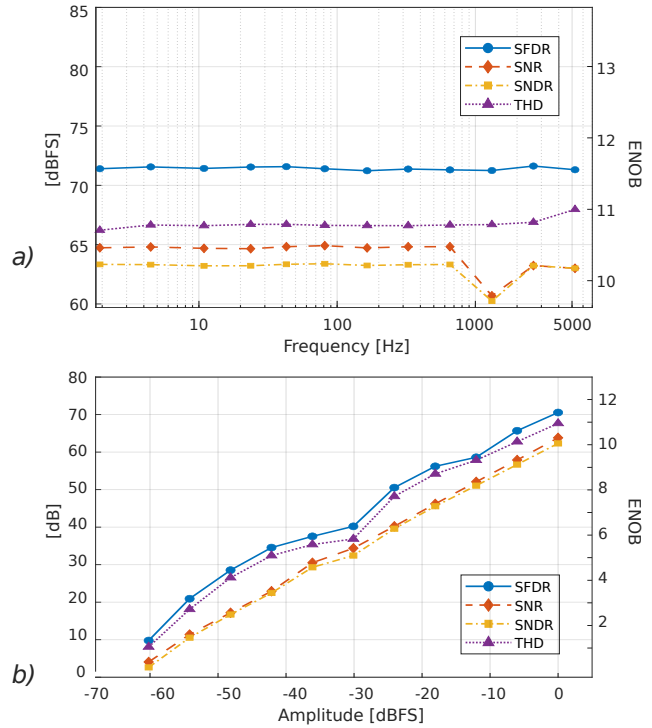 85
80
75
70
65
60
[dBFS]
13
12
11
10
ENOB
SFDR
SNR
SNDR
THD
10
100
1000
5000
Frequency [Hz]
a)
80
70
60
50
40
30
20
10
0
[dB]
12
10
8
6
4
2
ENOB
SFDR
SNR
SNDR
THD
-70
-60
-50
-40
-30
-20
-10
0
Amplitude [dBFS]
b)